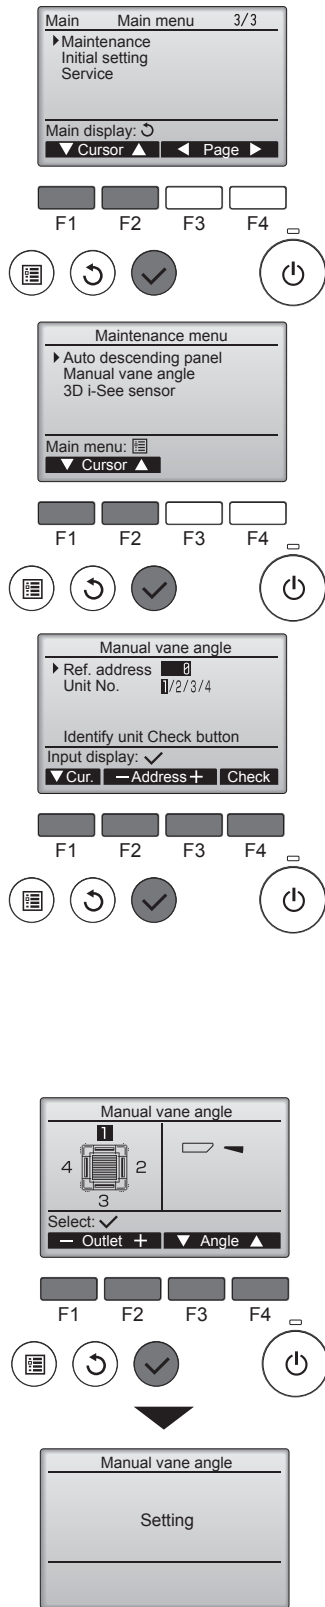 Main Main menu 3/3
Maintenance
Initial setting
Service
Main display:
▼ Cursor ▲ ◀ Page ▶
F1 F2 F3 F4
Maintenance menu
Auto descending panel
Manual vane angle
3D i-See sensor
Main menu:
▼ Cursor ▲
F1 F2 F3 F4
Manual vane angle
Ref. address 0
Unit No. 1/2/3/4
Identify unit Check button
Input display: ✓
▼ Cur. − Address + Check
F1 F2 F3 F4
Manual vane angle
1
4 2
3
Select: ✓
− Outlet + ▼ Angle ▲
F1 F2 F3 F4
Manual vane angle
Setting